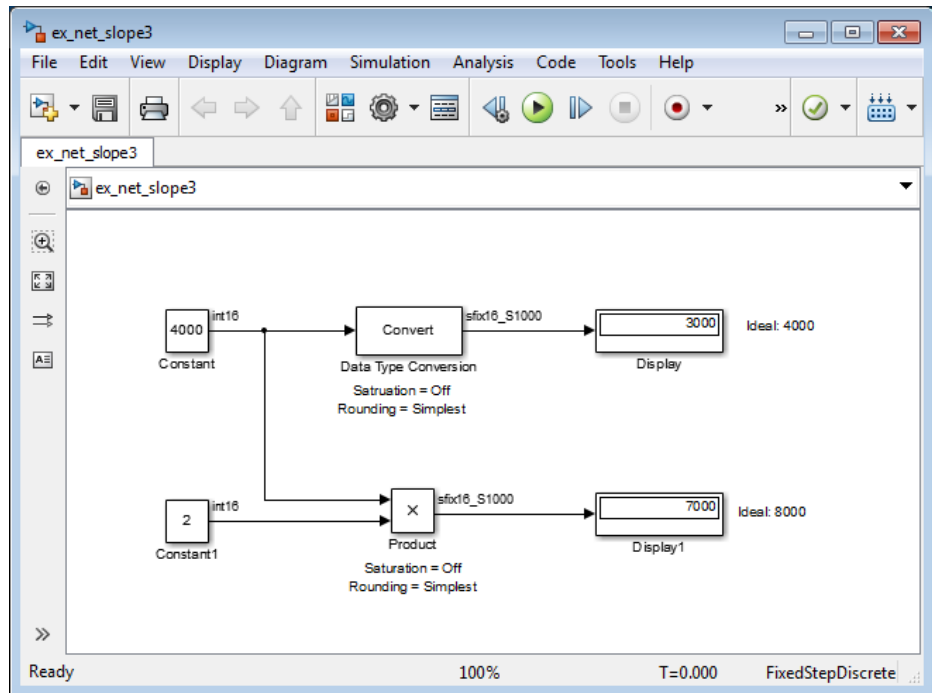 ex_net_slope3
File Edit View Display Diagram Simulation Analysis Code Tools Help
»
ex_net_slope3
ex_net_slope3
4000
int16
Constant
Convert
sfix16_S1000
Data Type Conversion
Satruation = Off
Rounding = Simplest
3000
Display
Ideal: 4000
2
int16
Constant1
×
sfix16_S1000
Product
Saturation = Off
Rounding = Simplest
7000
Display1
Ideal: 8000
»
Ready 100% T=0.000 FixedStepDiscrete